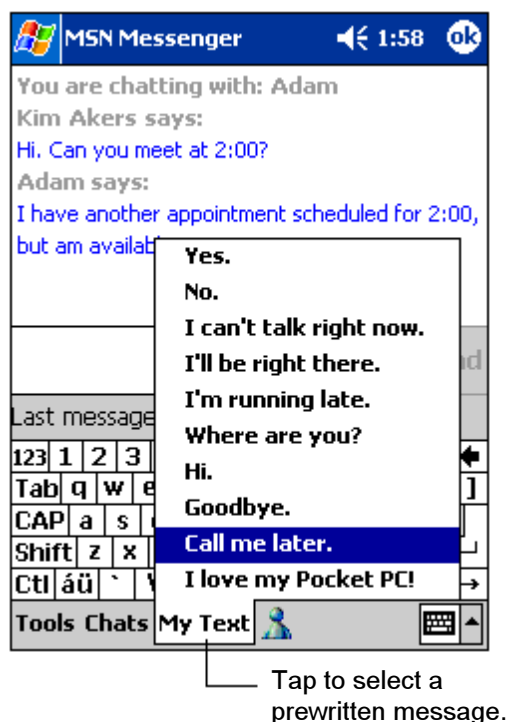 MSN Messenger 1:58 ok
You are chatting with: Adam
Kim Akers says:
Hi. Can you meet at 2:00?
Adam says:
I have another appointment scheduled for 2:00,
but am availab
Yes.
No.
I can't talk right now.
I'll be right there.
I'm running late.
Where are you?
Hi.
Goodbye.
Call me later.
I love my Pocket PC!
Last message
123 1 2 3
Tab q w e ]
CAP a s
Shift z x
Ctl áü `
Tools Chats My Text
Tap to select a
prewritten message.